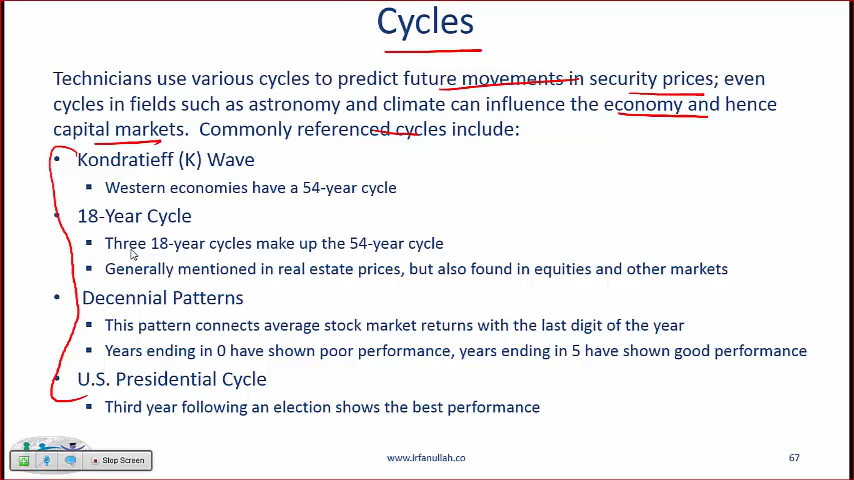 Cycles
Technicians use various cycles to predict future movements in security prices; even
cycles in fields such as astronomy and climate can influence the economy and hence
capital markets. Commonly referenced cycles include:
• Kondratieff (K) Wave
▪ Western economies have a 54-year cycle
• 18-Year Cycle
▪ Three 18-year cycles make up the 54-year cycle
▪ Generally mentioned in real estate prices, but also found in equities and other markets
• Decennial Patterns
▪ This pattern connects average stock market returns with the last digit of the year
▪ Years ending in 0 have shown poor performance, years ending in 5 have shown good performance
• U.S. Presidential Cycle
▪ Third year following an election shows the best performance
Stop Screen
www.irfanullah.co
67